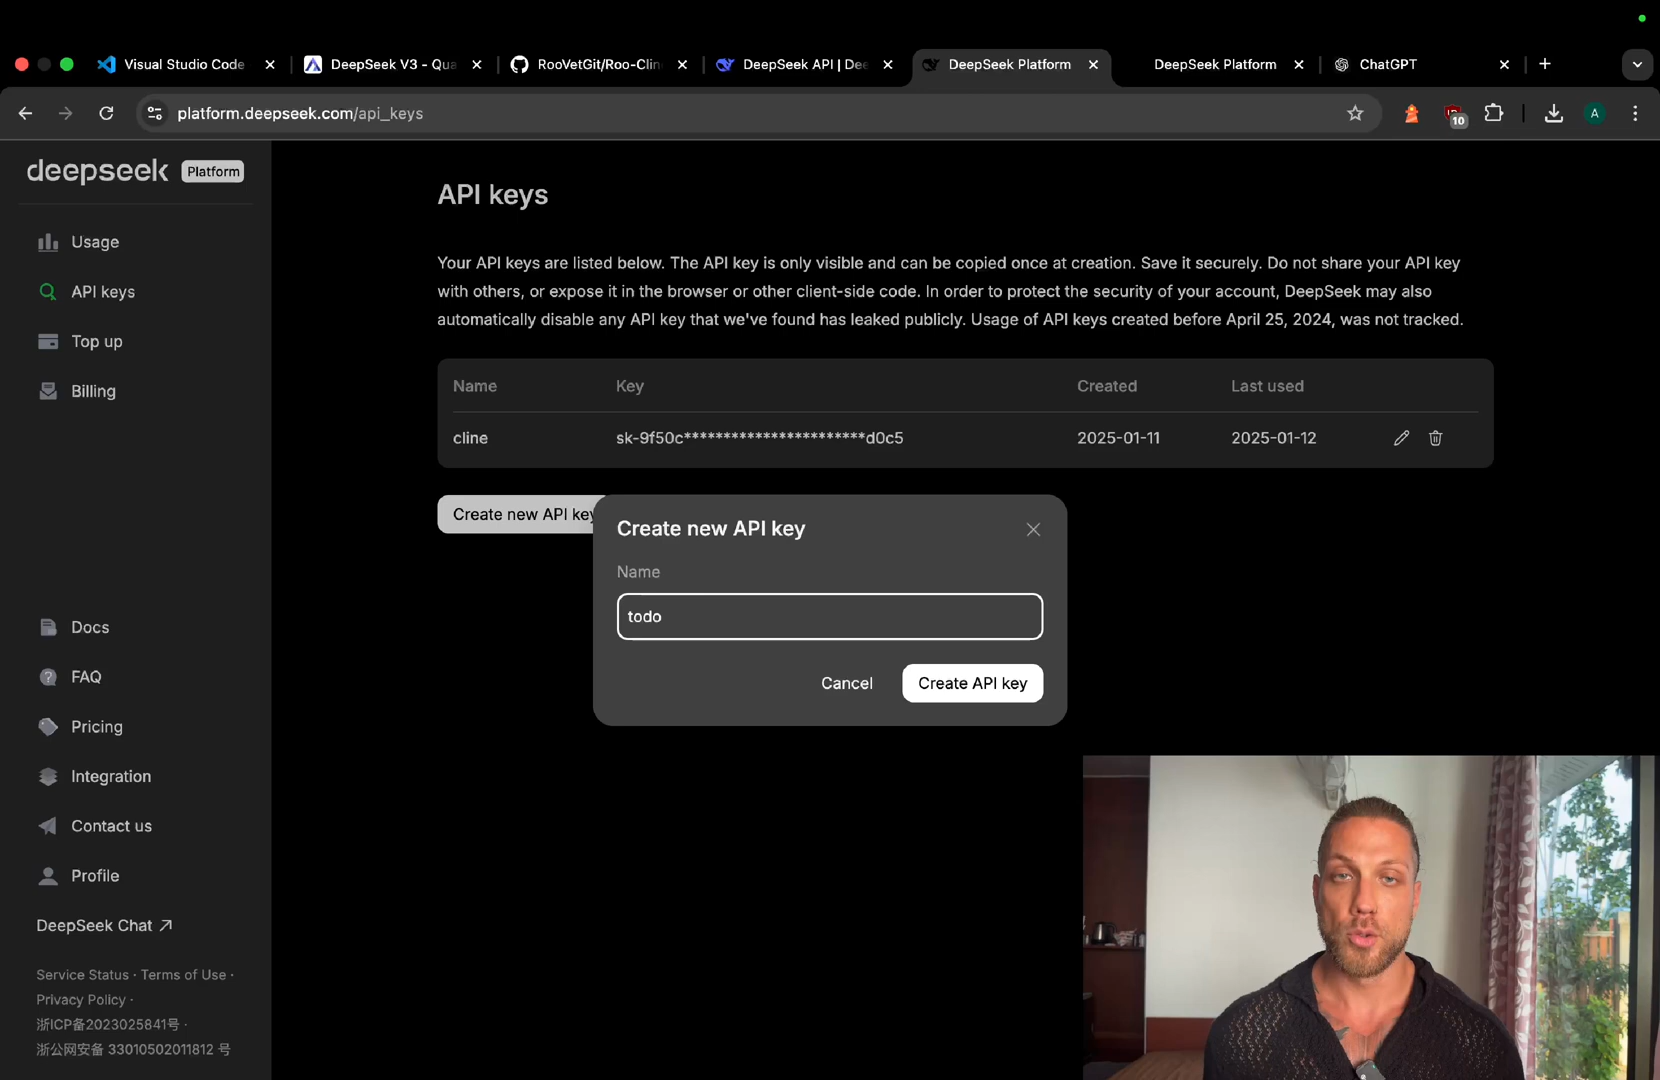 Visual Studio Code
DeepSeek V3 - Qua
RooVetGit/Roo-Clin
DeepSeek API | Dee
DeepSeek Platform
DeepSeek Platform
ChatGPT
platform.deepseek.com/api_keys
10
A
deepseek Platform
Usage
API keys
Top up
Billing
Docs
FAQ
Pricing
Integration
Contact us
Profile
DeepSeek Chat
Service Status · Terms of Use ·
Privacy Policy ·
浙ICP备2023025841号 ·
浙公网安备 33010502011812 号
API keys
Your API keys are listed below. The API key is only visible and can be copied once at creation. Save it securely. Do not share your API key
with others, or expose it in the browser or other client-side code. In order to protect the security of your account, DeepSeek may also
automatically disable any API key that we've found has leaked publicly. Usage of API keys created before April 25, 2024, was not tracked.
Name Key Created Last used
cline sk-9f50c***********************d0c5 2025-01-11 2025-01-12
Create new API key
Create new API key
Name
todo
Cancel Create API key